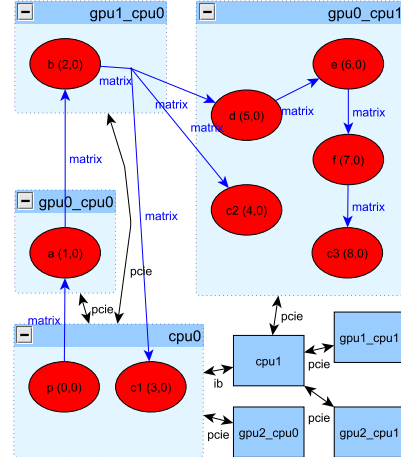 gpu1_cpu0
gpu0_cpu1
b (2,0)
e (6,0)
matrix
matrix
matrix
matrix
d (5,0)
matrix
matrix
f (7,0)
gpu0_cpu0
c2 (4,0)
matrix
matrix
a (1,0)
c3 (8,0)
pcie
pcie
matrix
pcie
cpu0
gpu1_cpu1
cpu1
pcie
p (0,0)
c1 (3,0)
ib
pcie
gpu2_cpu0
gpu2_cpu1
pcie